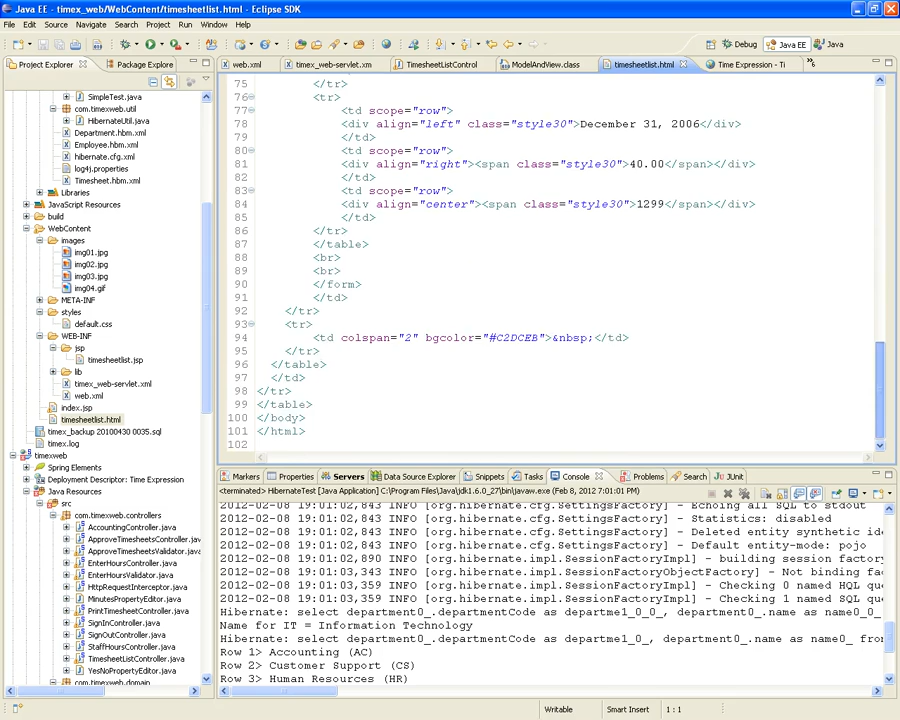 Java EE - timex_web/WebContent/timesheetlist.html - Eclipse SDK
File Edit Source Navigate Search Project Run Window Help
Debug Java EE Java
Project Explorer Package Explorer
web.xml timex_web-servlet.xm TimesheetListControl ModelAndView.class timesheetlist.html Time Expression - Ti
SimpleTest.java
com.timexweb.util
HibernateUtil.java
Department.hbm.xml
Employee.hbm.xml
hibernate.cfg.xml
log4j.properties
Timesheet.hbm.xml
Libraries
JavaScript Resources
build
WebContent
images
img01.jpg
img02.jpg
img03.jpg
img04.gif
META-INF
styles
default.css
WEB-INF
jsp
timesheetlist.jsp
lib
timex_web-servlet.xml
web.xml
index.jsp
timesheetlist.html
timex_backup 20100430 0035.sql
timex.log
timexweb
Spring Elements
Deployment Descriptor: Time Expression
Java Resources
src
com.timexweb.controllers
AccountingController.java
ApproveTimesheetsController.java
ApproveTimesheetsValidator.java
EnterHoursController.java
EnterHoursValidator.java
HttpRequestInterceptor.java
MinutesPropertyEditor.java
PrintTimesheetController.java
SignInController.java
SignOutController.java
StaffHoursController.java
TimesheetListController.java
YesNoPropertyEditor.java
com.timexweb.domain
75 </tr>
76 <tr>
77 <td scope="row">
78 <div align="left" class="style30">December 31, 2006</div>
79 </td>
80 <td scope="row">
81 <div align="right"><span class="style30">40.00</span></div>
82 </td>
83 <td scope="row">
84 <div align="center"><span class="style30">1299</span></div>
85 </td>
86 </tr>
87 </table>
88 <br>
89 <br>
90 </form>
91 </td>
92 </tr>
93 <tr>
94 <td colspan="2" bgcolor="#C2DCEB">&nbsp;</td>
95 </tr>
96 </table>
97 </td>
98 </tr>
99 </table>
100 </body>
101 </html>
102
Markers Properties Servers Data Source Explorer Snippets Tasks Console Problems Search JUnit
<terminated> HibernateTest [Java Application] C:\Program Files\Java\jdk1.6.0_27\bin\javaw.exe (Feb 8, 2012 7:01:01 PM)
2012-02-08 19:01:02,843 INFO [org.hibernate.cfg.SettingsFactory] - Echoing all SQL to stdout
2012-02-08 19:01:02,843 INFO [org.hibernate.cfg.SettingsFactory] - Statistics: disabled
2012-02-08 19:01:02,843 INFO [org.hibernate.cfg.SettingsFactory] - Deleted entity synthetic ide
2012-02-08 19:01:02,843 INFO [org.hibernate.cfg.SettingsFactory] - Default entity-mode: pojo
2012-02-08 19:01:02,890 INFO [org.hibernate.impl.SessionFactoryImpl] - building session factory
2012-02-08 19:01:03,343 INFO [org.hibernate.impl.SessionFactoryObjectFactory] - Not binding fac
2012-02-08 19:01:03,359 INFO [org.hibernate.impl.SessionFactoryImpl] - Checking 0 named HQL que
2012-02-08 19:01:03,359 INFO [org.hibernate.impl.SessionFactoryImpl] - Checking 1 named SQL que
Hibernate: select department0_.departmentCode as departme1_0_0_, department0_.name as name0_0_
Name for IT = Information Technology
Hibernate: select department0_.departmentCode as departme1_0_, department0_.name as name0_ from
Row 1> Accounting (AC)
Row 2> Customer Support (CS)
Row 3> Human Resources (HR)
Writable Smart Insert 1 : 1